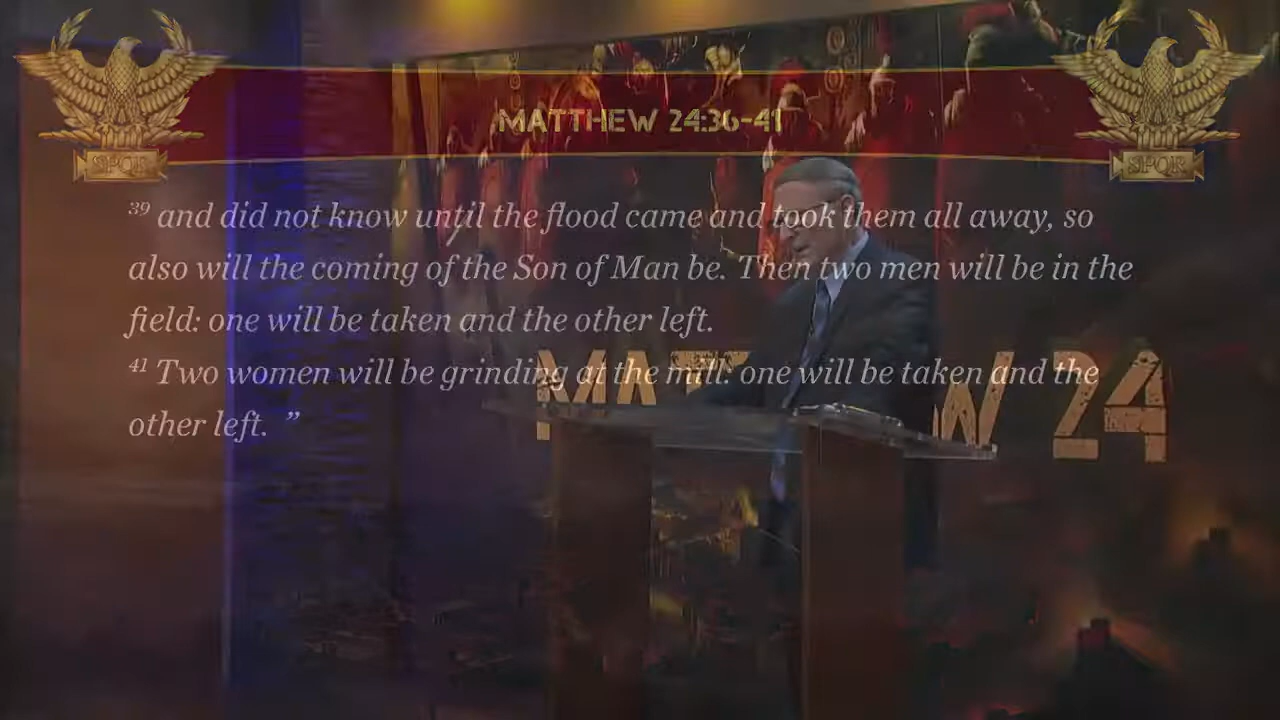 MATTHEW 24:36-41
SPQR
SPQR
³⁹ and did not know until the flood came and took them all away, so
also will the coming of the Son of Man be. Then two men will be in the
field: one will be taken and the other left.
⁴¹ Two women will be grinding at the mill: one will be taken and the
other left. ”
MATTHEW 24